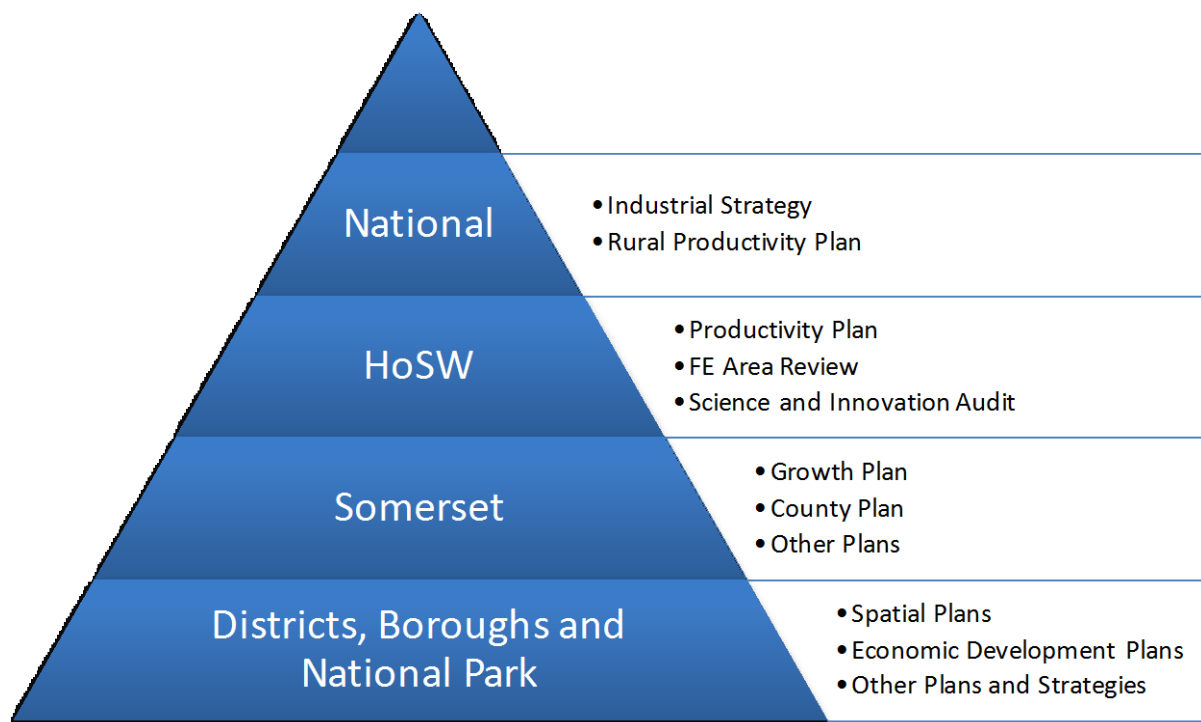 National
• Industrial Strategy
• Rural Productivity Plan
HoSW
• Productivity Plan
• FE Area Review
• Science and Innovation Audit
Somerset
• Growth Plan
• County Plan
• Other Plans
Districts, Boroughs and
National Park
• Spatial Plans
• Economic Development Plans
• Other Plans and Strategies